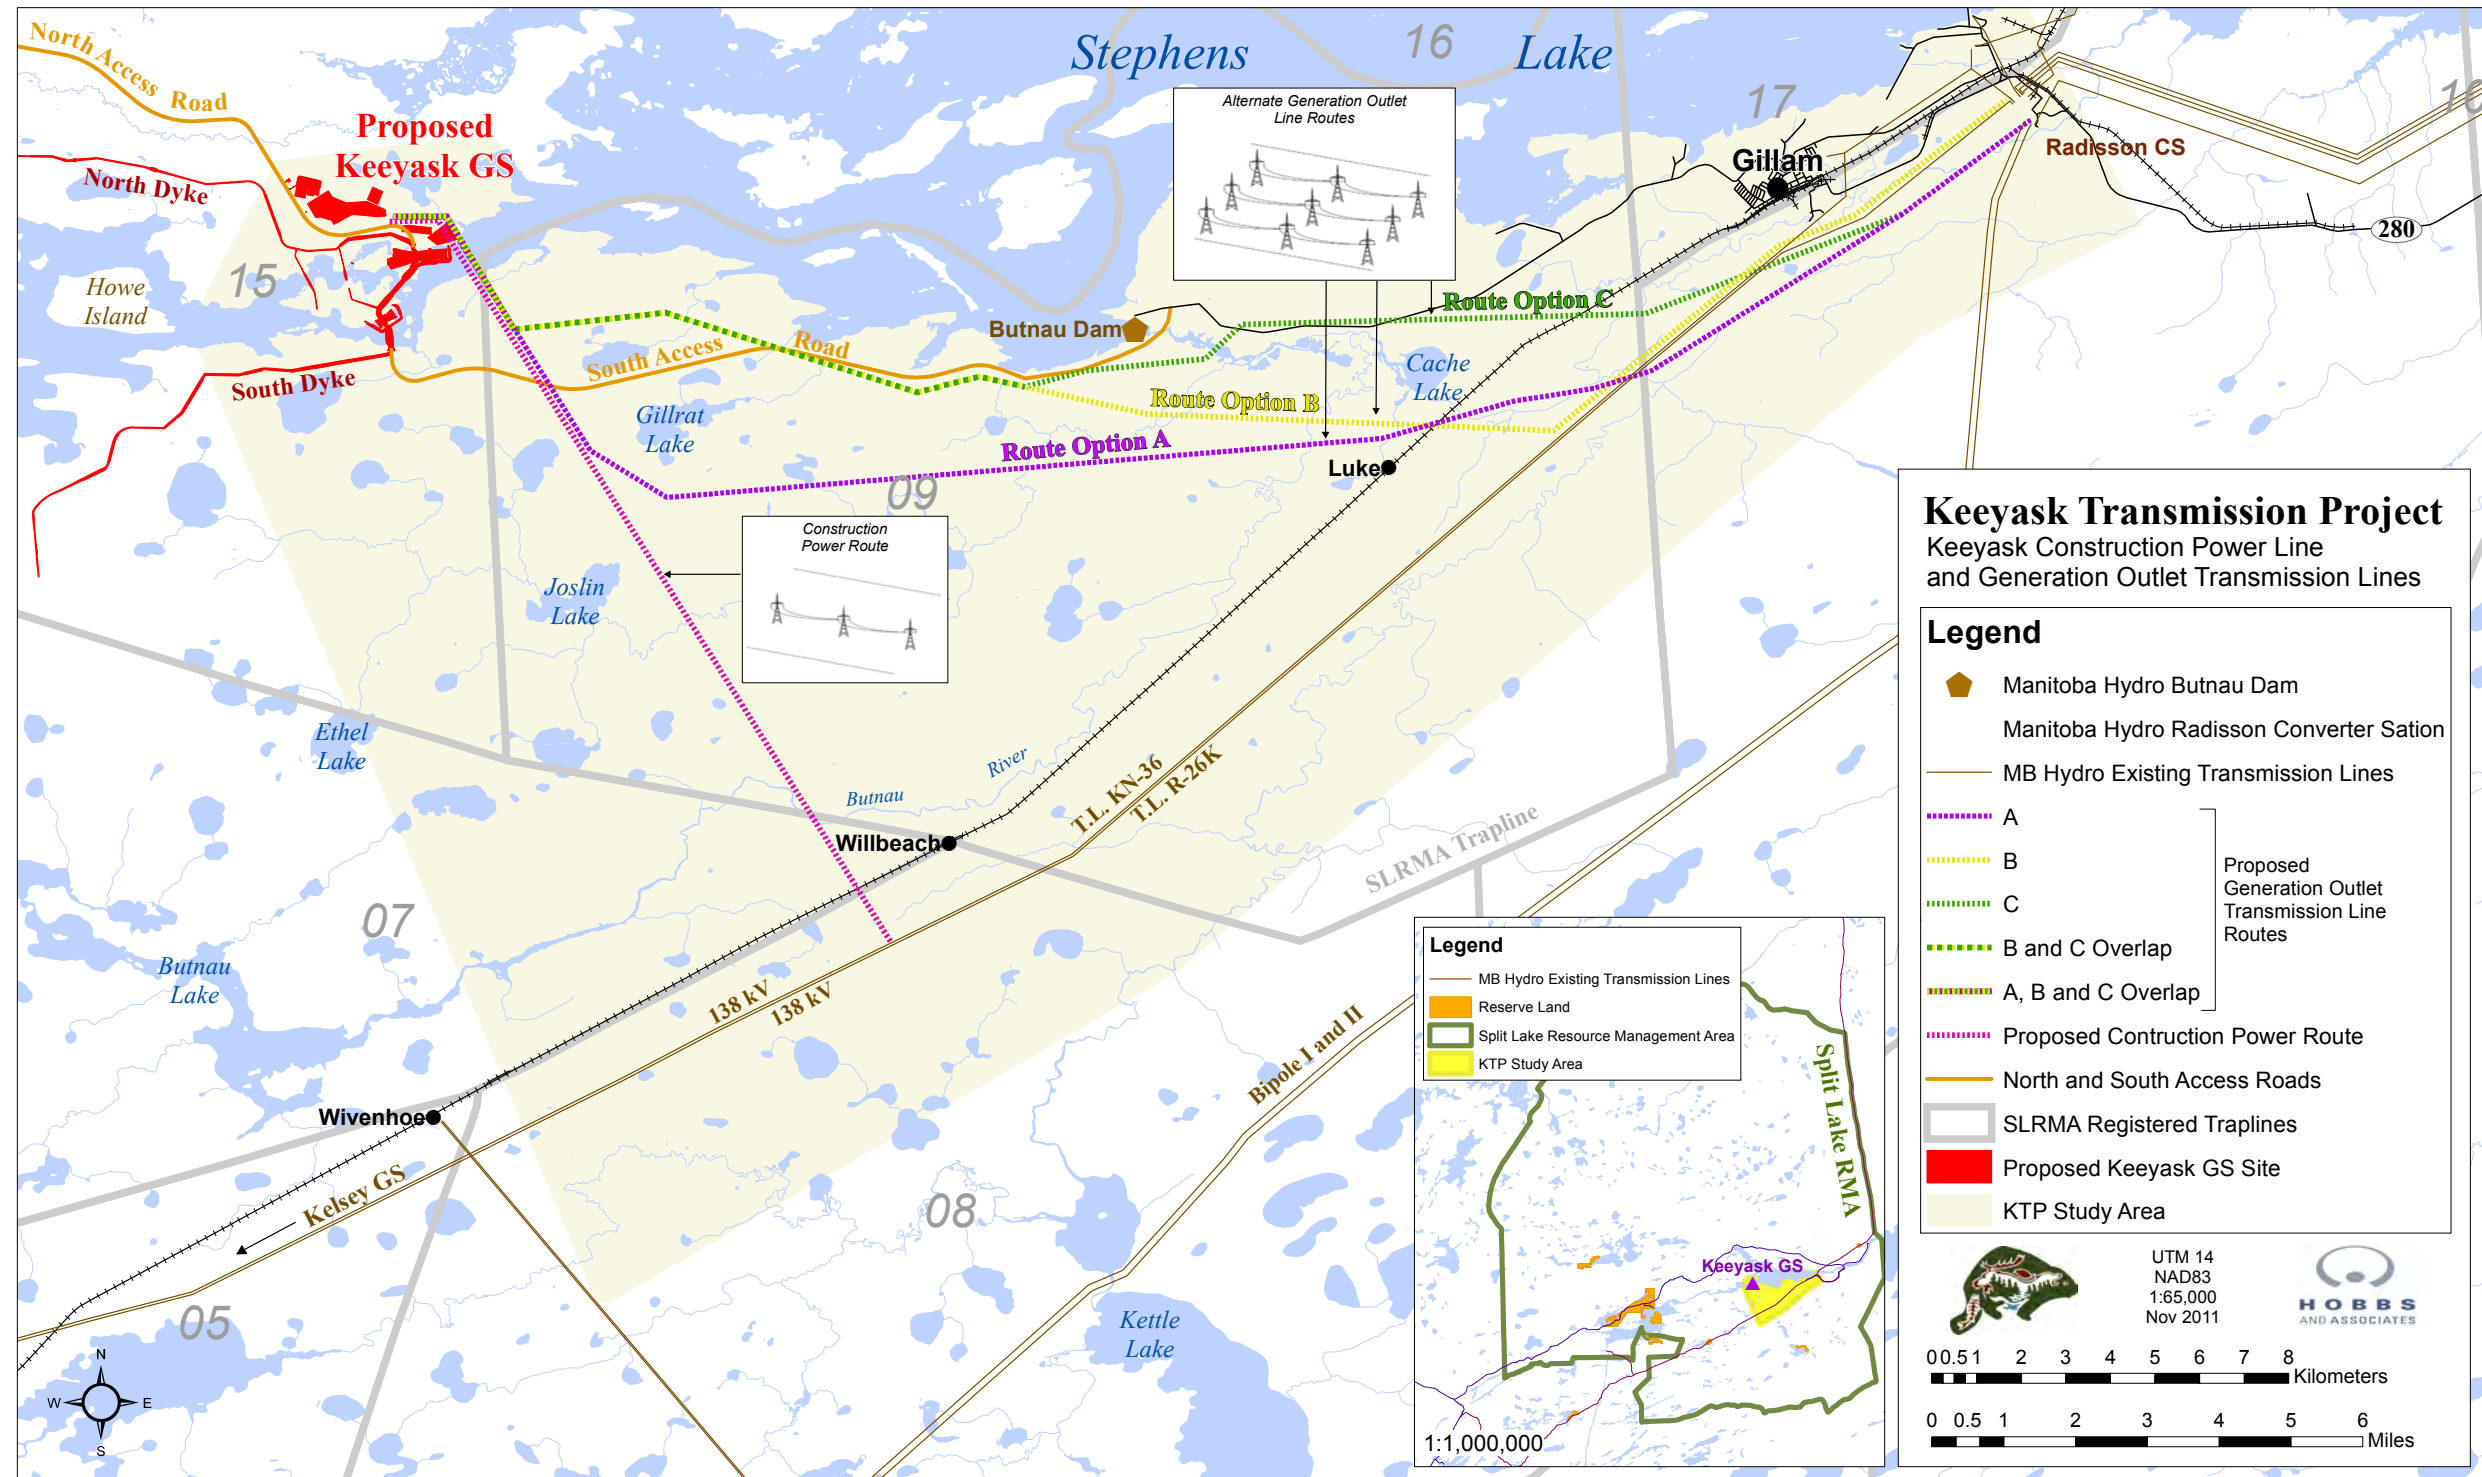 North Access Road
Stephens Lake
16
17
10
Proposed
Keeyask GS
North Dyke
Alternate Generation Outlet
Line Routes
Gillam
Radisson CS
280
15
Howe
Island
Butnau Dam
Route Option C
South Access Road
South Dyke
Cache
Lake
Gillrat
Lake
Route Option B
Route Option A
Luke
09
Construction
Power Route
Joslin
Lake
Ethel
Lake
Butnau River
Willbeach
T.L. KN-36
T.L. R-26K
SLRMA Trapline
07
Butnau
Lake
138 kV
138 kV
Bipole I and II
Wivenhoe
Kelsey GS
08
05
Kettle
Lake
N
W E
S
Legend
MB Hydro Existing Transmission Lines
Reserve Land
Split Lake Resource Management Area
KTP Study Area
Split Lake RMA
Keeyask GS
1:1,000,000
Keeyask Transmission Project
Keeyask Construction Power Line
and Generation Outlet Transmission Lines
Legend
Manitoba Hydro Butnau Dam
Manitoba Hydro Radisson Converter Sation
MB Hydro Existing Transmission Lines
A
B
C
B and C Overlap
A, B and C Overlap
Proposed
Generation Outlet
Transmission Line
Routes
Proposed Contruction Power Route
North and South Access Roads
SLRMA Registered Traplines
Proposed Keeyask GS Site
KTP Study Area
UTM 14
NAD83
1:65,000
Nov 2011
HOBBS
AND ASSOCIATES
0 0.5 1 2 3 4 5 6 7 8
Kilometers
0 0.5 1 2 3 4 5 6
Miles